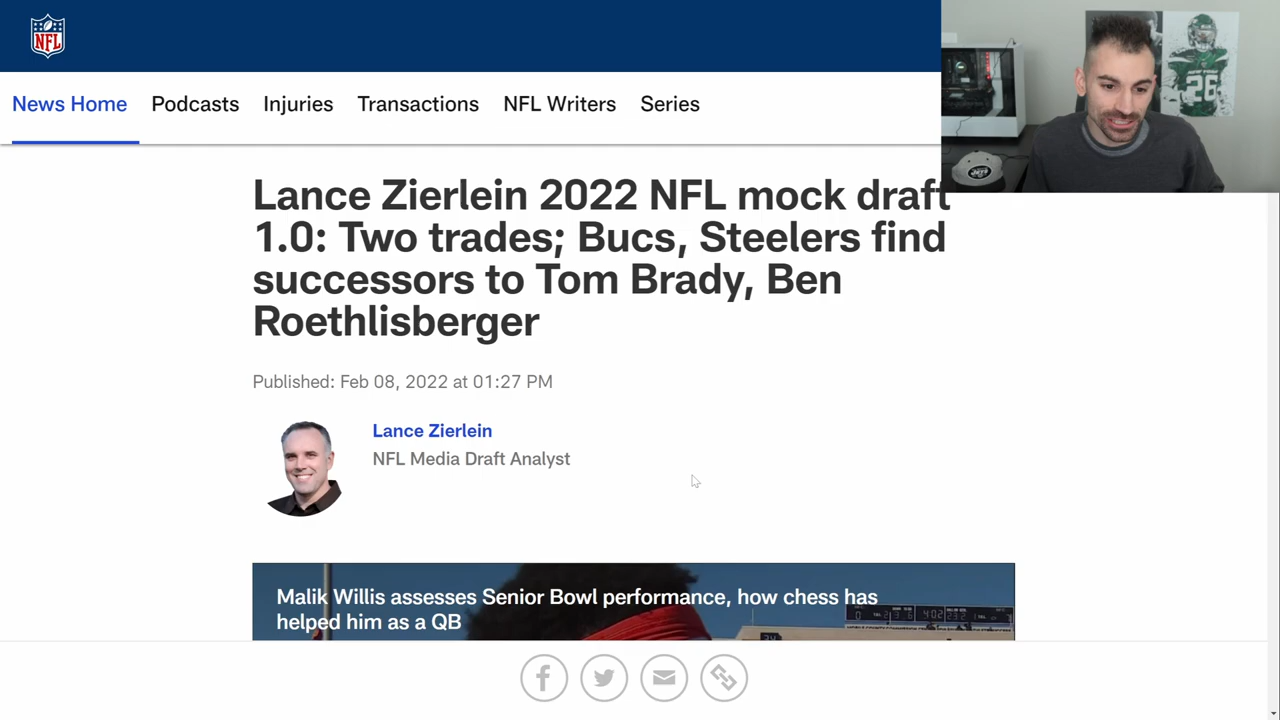 NFL
News Home Podcasts Injuries Transactions NFL Writers Series
26
JETS
Lance Zierlein 2022 NFL mock draft
1.0: Two trades; Bucs, Steelers find
successors to Tom Brady, Ben
Roethlisberger
Published: Feb 08, 2022 at 01:27 PM
Lance Zierlein
NFL Media Draft Analyst
Malik Willis assesses Senior Bowl performance, how chess has
helped him as a QB